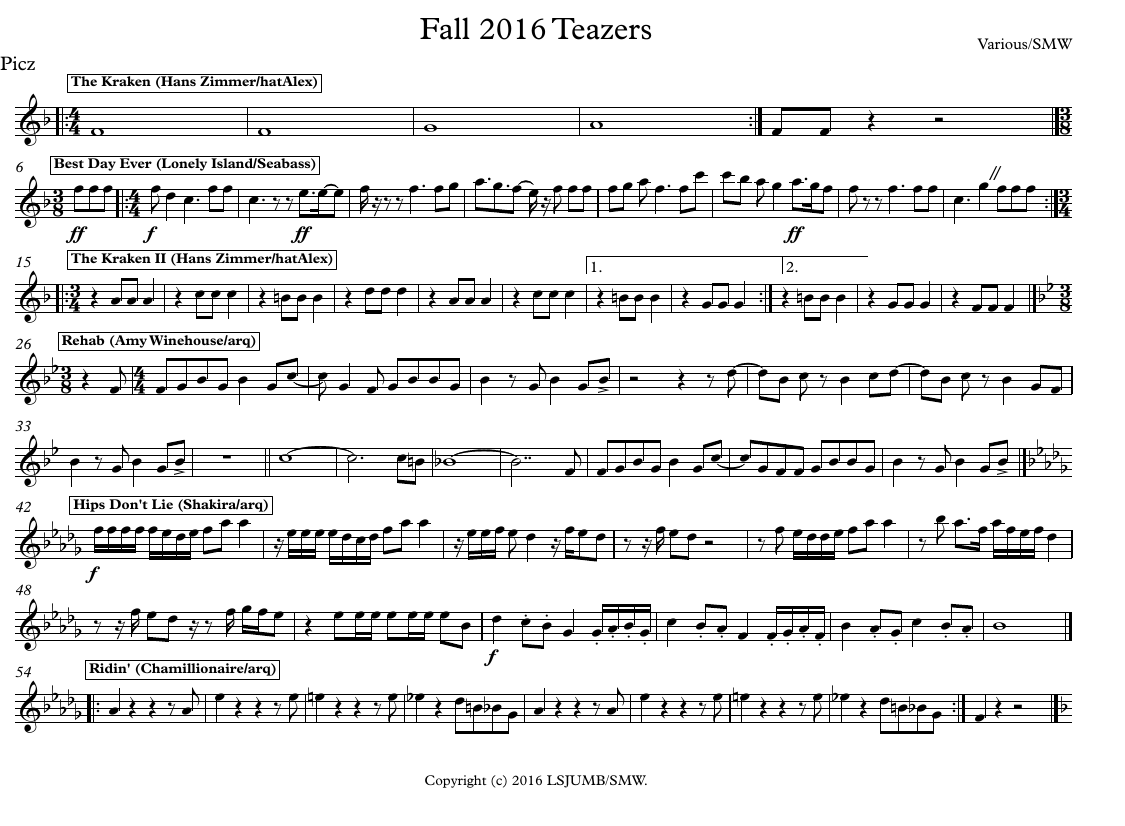 Fall 2016 Teazers
Various/SMW
Picz
The Kraken (Hans Zimmer/hatAlex)
6
Best Day Ever (Lonely Island/Seabass)
ff f ff ff
15
The Kraken II (Hans Zimmer/hatAlex)
1. 2.
26
Rehab (Amy Winehouse/arq)
33
42
Hips Don't Lie (Shakira/arq)
f
48
f
54
Ridin' (Chamillionaire/arq)
Copyright (c) 2016 LSJUMB/SMW.